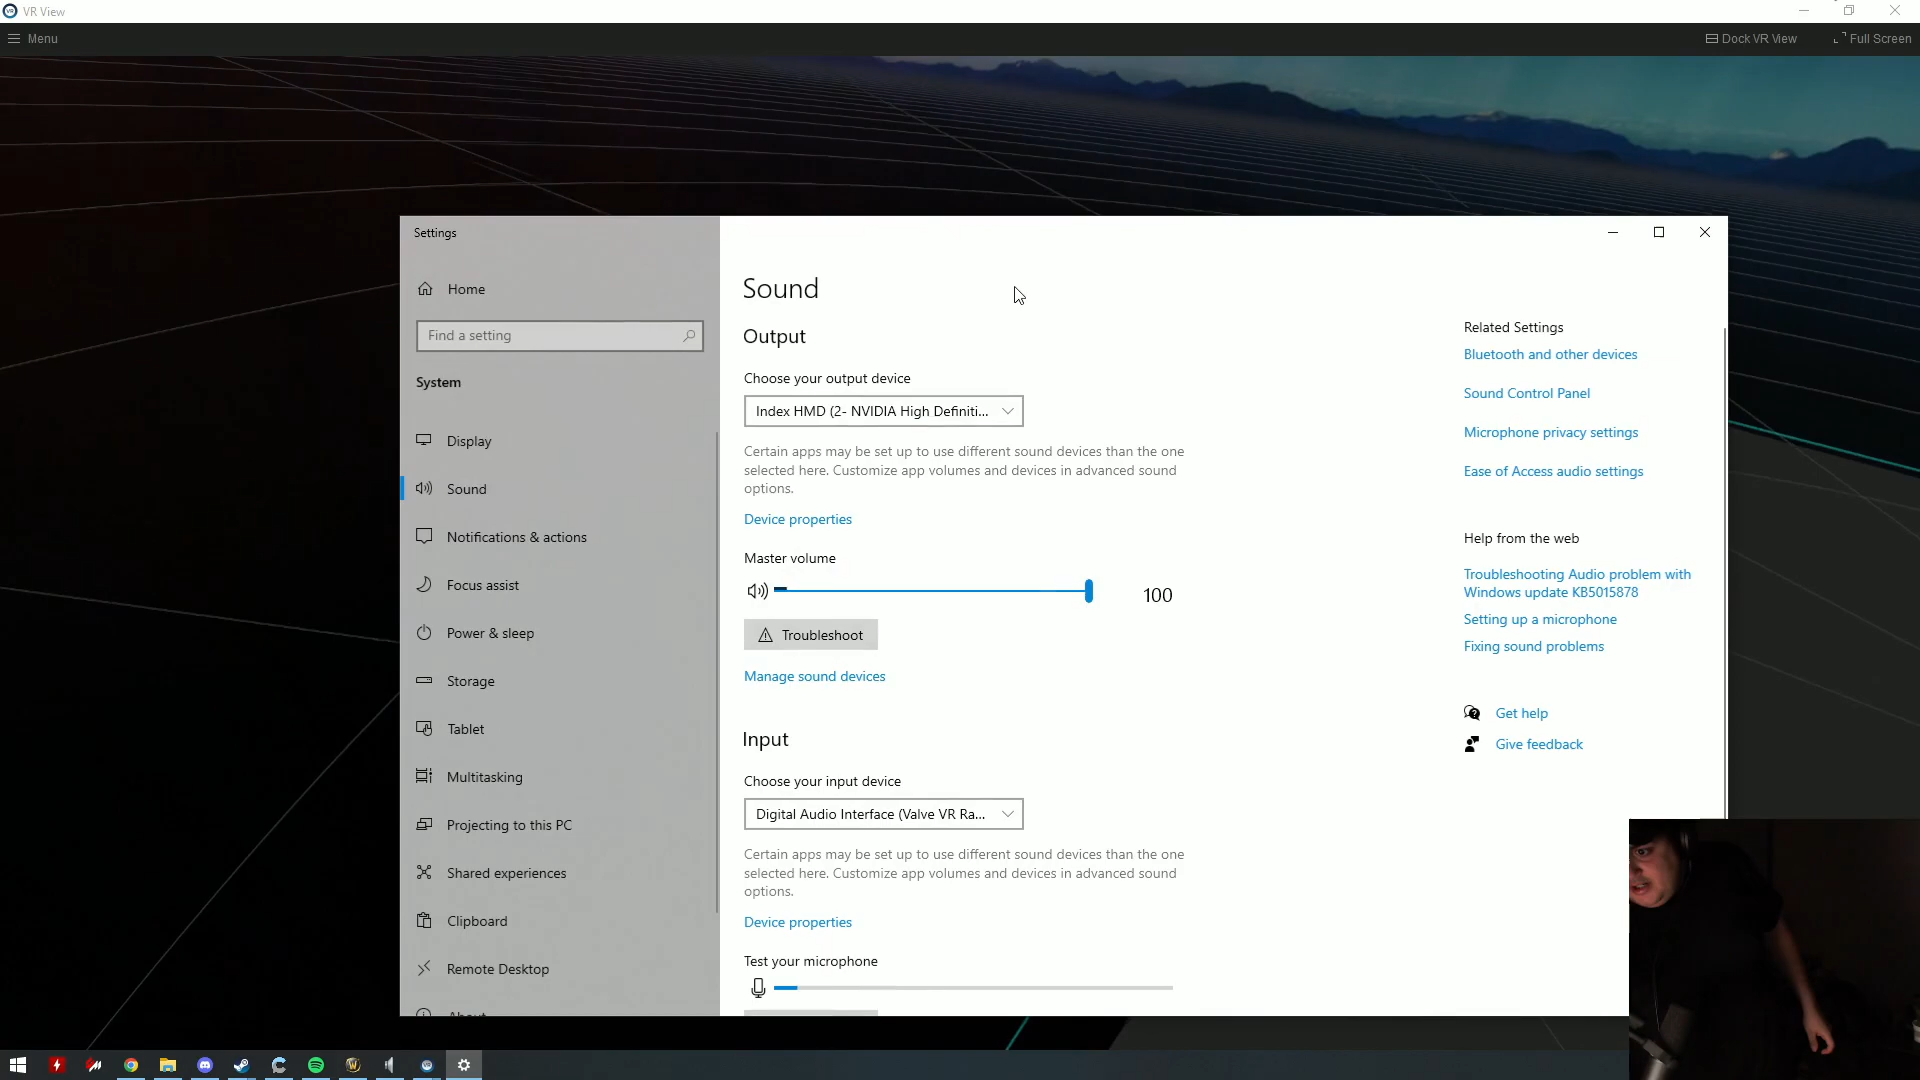 VR View
Menu
Dock VR View
Full Screen
Settings
Home
Find a setting
System
Display
Sound
Notifications & actions
Focus assist
Power & sleep
Storage
Tablet
Multitasking
Projecting to this PC
Shared experiences
Clipboard
Remote Desktop
About
Sound
Output
Choose your output device
Index HMD (2- NVIDIA High Definiti...
Certain apps may be set up to use different sound devices than the one
selected here. Customize app volumes and devices in advanced sound
options.
Device properties
Master volume
100
Troubleshoot
Manage sound devices
Input
Choose your input device
Digital Audio Interface (Valve VR Ra...
Certain apps may be set up to use different sound devices than the one
selected here. Customize app volumes and devices in advanced sound
options.
Device properties
Test your microphone
Related Settings
Bluetooth and other devices
Sound Control Panel
Microphone privacy settings
Ease of Access audio settings
Help from the web
Troubleshooting Audio problem with
Windows update KB5015878
Setting up a microphone
Fixing sound problems
Get help
Give feedback